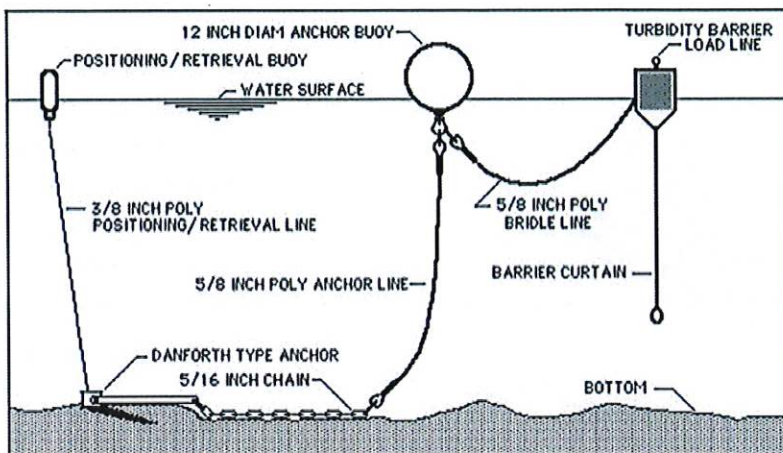 12 INCH DIAM ANCHOR BUOY
TURBIDITY BARRIER
LOAD LINE
POSITIONING/RETRIEVAL BUOY
WATER SURFACE
3/8 INCH POLY
POSITIONING/RETRIEVAL LINE
5/8 INCH POLY
BRIDLE LINE
5/8 INCH POLY ANCHOR LINE
BARRIER CURTAIN
DANFORTH TYPE ANCHOR
5/16 INCH CHAIN
BOTTOM